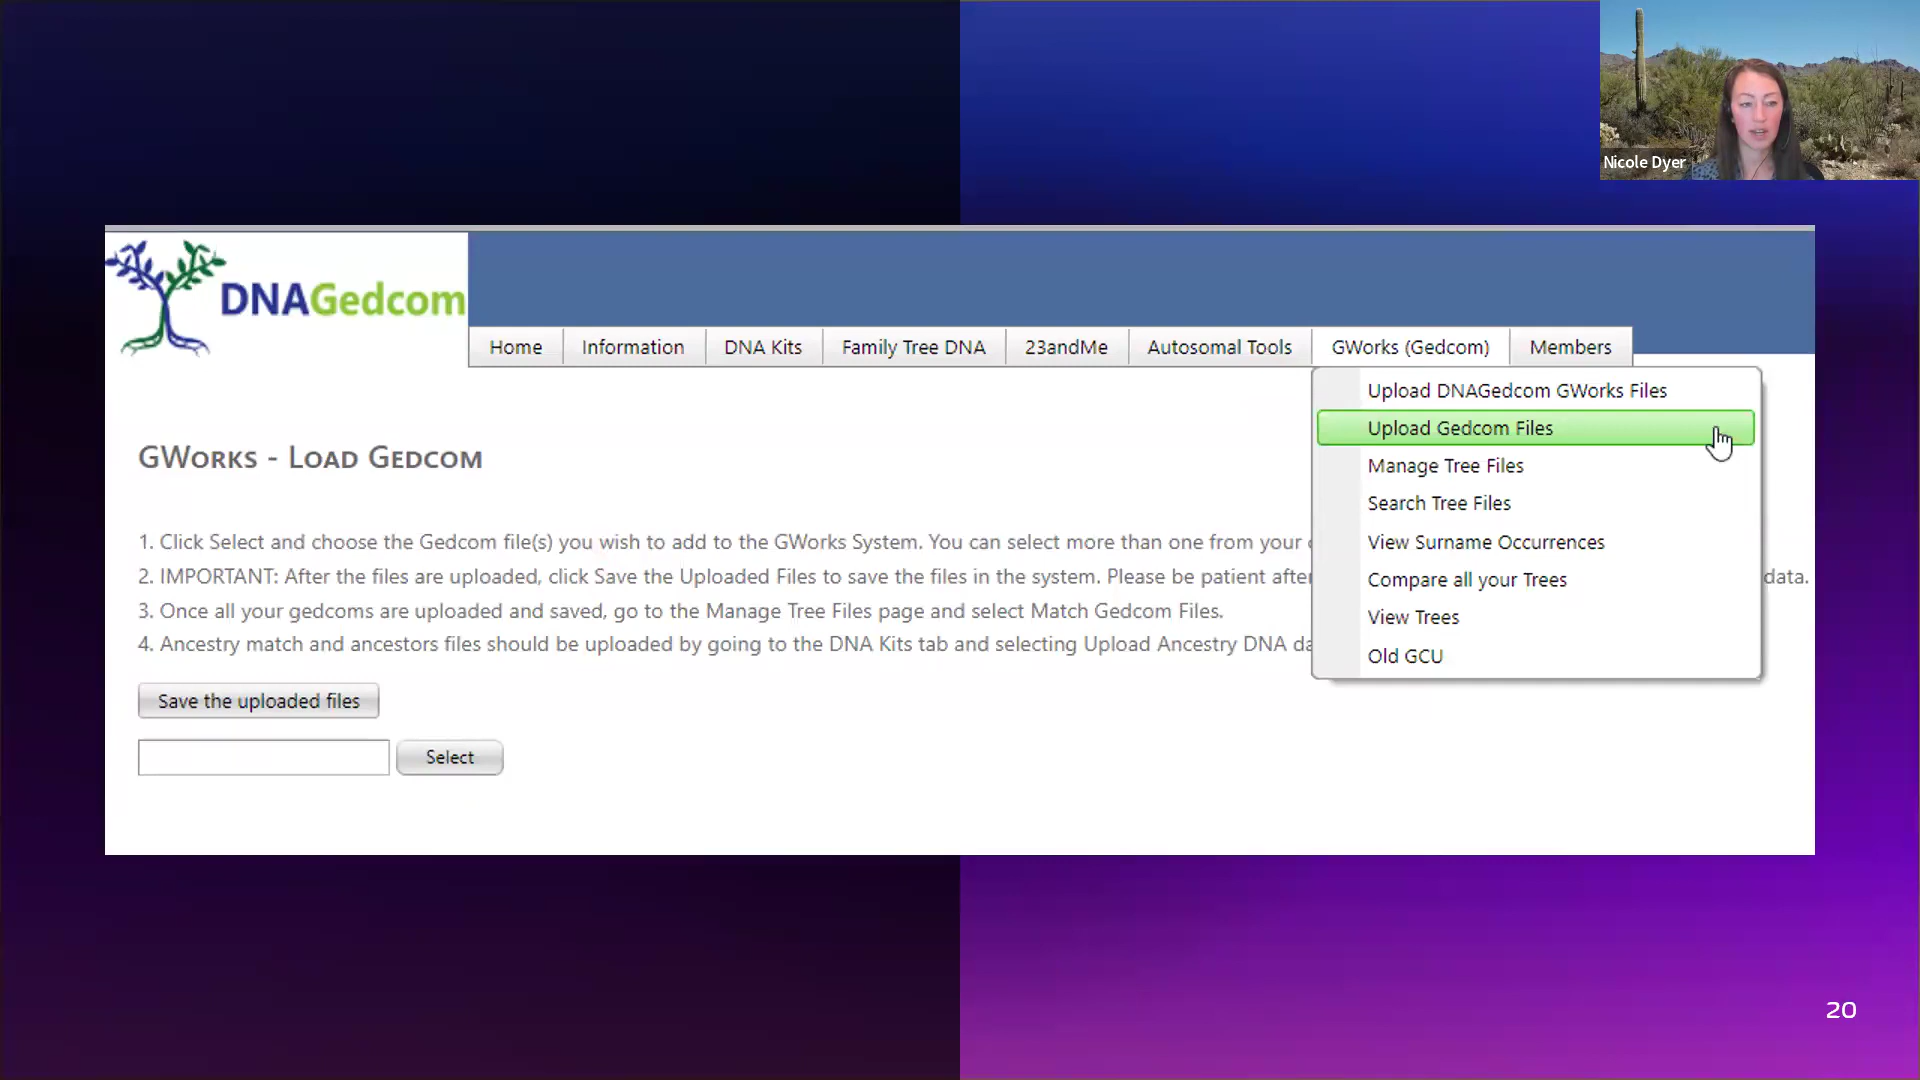 Nicole Dyer
DNAGedcom
Home
Information
DNA Kits
Family Tree DNA
23andMe
Autosomal Tools
GWorks (Gedcom)
Members
Upload DNAGedcom GWorks Files
Upload Gedcom Files
Manage Tree Files
Search Tree Files
View Surname Occurrences
Compare all your Trees
View Trees
Old GCU
GWORKS - LOAD GEDCOM
1. Click Select and choose the Gedcom file(s) you wish to add to the GWorks System. You can select more than one from your
2. IMPORTANT: After the files are uploaded, click Save the Uploaded Files to save the files in the system. Please be patient after data.
3. Once all your gedcoms are uploaded and saved, go to the Manage Tree Files page and select Match Gedcom Files.
4. Ancestry match and ancestors files should be uploaded by going to the DNA Kits tab and selecting Upload Ancestry DNA da
Save the uploaded files
Select
20